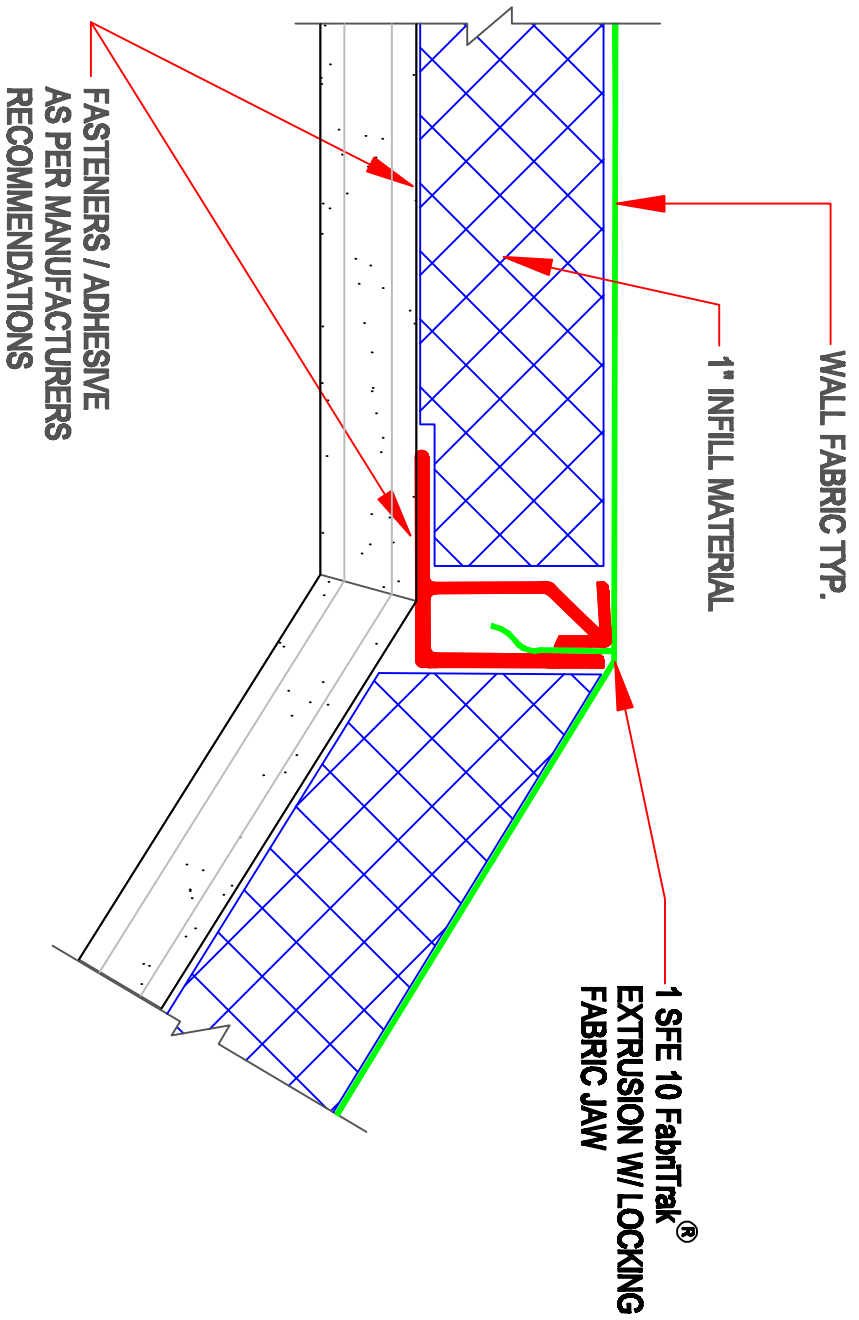 WALL FABRIC TYP.
1" INFILL MATERIAL
1 SFE 10 FabriTrak®
EXTRUSION W/ LOCKING
FABRIC JAW
FASTENERS / ADHESIVE
AS PER MANUFACTURERS
RECOMMENDATIONS